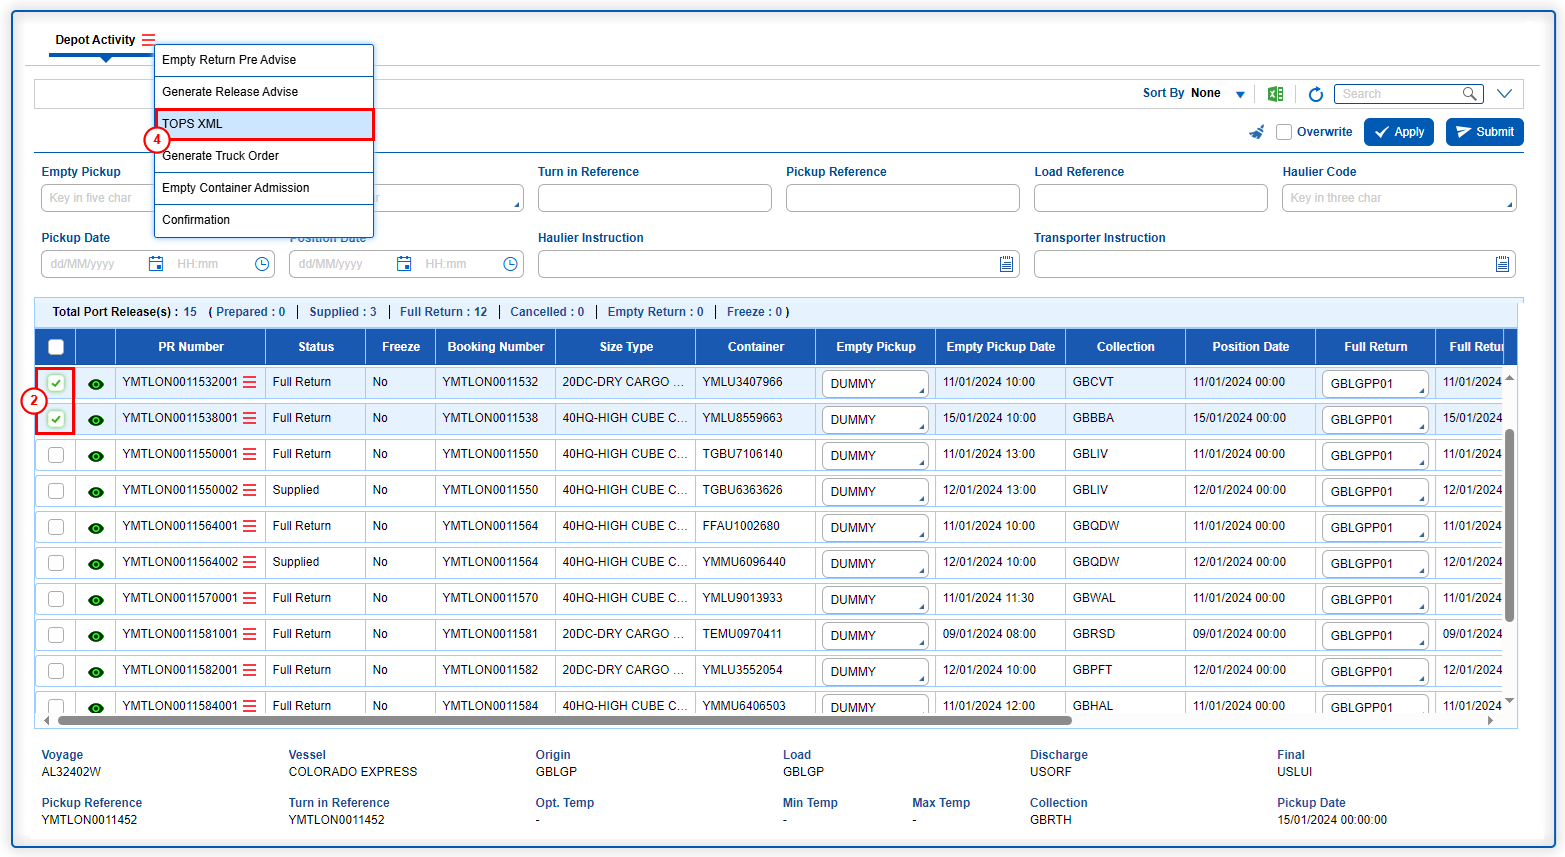 Depot Activity
Empty Return Pre Advise
Generate Release Advise
TOPS XML
4
Generate Truck Order
Empty Container Admission
Confirmation
Sort By None
Search
Overwrite Apply Submit
Empty Pickup Turn in Reference Pickup Reference Load Reference Haulier Code
Key in five char Key in three char
Pickup Date Position Date Haulier Instruction Transporter Instruction
dd/MM/yyyy HH:mm dd/MM/yyyy HH:mm
Total Port Release(s) : 15 ( Prepared : 0 | Supplied : 3 | Full Return : 12 | Cancelled : 0 | Empty Return : 0 | Freeze : 0 )
PR Number Status Freeze Booking Number Size Type Container Empty Pickup Empty Pickup Date Collection Position Date Full Return Full Retur
2
YMTLON0011532001 Full Return No YMTLON0011532 20DC-DRY CARGO ... YMLU3407966 DUMMY 11/01/2024 10:00 GBCVT 11/01/2024 00:00 GBLGPP01 11/01/2024
YMTLON0011538001 Full Return No YMTLON0011538 40HQ-HIGH CUBE C... YMLU8559663 DUMMY 15/01/2024 10:00 GBBBA 15/01/2024 00:00 GBLGPP01 15/01/2024
YMTLON0011550001 Full Return No YMTLON0011550 40HQ-HIGH CUBE C... TGBU7106140 DUMMY 11/01/2024 13:00 GBLIV 11/01/2024 00:00 GBLGPP01 11/01/2024
YMTLON0011550002 Supplied No YMTLON0011550 40HQ-HIGH CUBE C... TGBU6363626 DUMMY 12/01/2024 13:00 GBLIV 12/01/2024 00:00 GBLGPP01 12/01/2024
YMTLON0011564001 Full Return No YMTLON0011564 40HQ-HIGH CUBE C... FFAU1002680 DUMMY 11/01/2024 10:00 GBQDW 11/01/2024 00:00 GBLGPP01 11/01/2024
YMTLON0011564002 Supplied No YMTLON0011564 40HQ-HIGH CUBE C... YMMU6096440 DUMMY 12/01/2024 10:00 GBQDW 12/01/2024 00:00 GBLGPP01 12/01/2024
YMTLON0011570001 Full Return No YMTLON0011570 40HQ-HIGH CUBE C... YMLU9013933 DUMMY 11/01/2024 11:30 GBWAL 11/01/2024 00:00 GBLGPP01 11/01/2024
YMTLON0011581001 Full Return No YMTLON0011581 20DC-DRY CARGO ... TEMU0970411 DUMMY 09/01/2024 08:00 GBRSD 09/01/2024 00:00 GBLGPP01 09/01/2024
YMTLON0011582001 Full Return No YMTLON0011582 20DC-DRY CARGO ... YMLU3552054 DUMMY 12/01/2024 10:00 GBPFT 12/01/2024 00:00 GBLGPP01 12/01/2024
YMTLON0011584001 Full Return No YMTLON0011584 40HQ-HIGH CUBE C... YMMU6406503 DUMMY 11/01/2024 12:00 GBHAL 11/01/2024 00:00 GBLGPP01 11/01/2024
Voyage Vessel Origin Load Discharge Final
AL32402W COLORADO EXPRESS GBLGP GBLGP USORF USLUI
Pickup Reference Turn in Reference Opt. Temp Min Temp Max Temp Collection Pickup Date
YMTLON0011452 YMTLON0011452 - - - GBRTH 15/01/2024 00:00:00